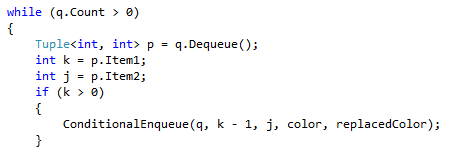 while (q.Count > 0)
{
    Tuple<int, int> p = q.Dequeue();
    int k = p.Item1;
    int j = p.Item2;
    if (k > 0)
    {
        ConditionalEnqueue(q, k - 1, j, color, replacedColor);
    }